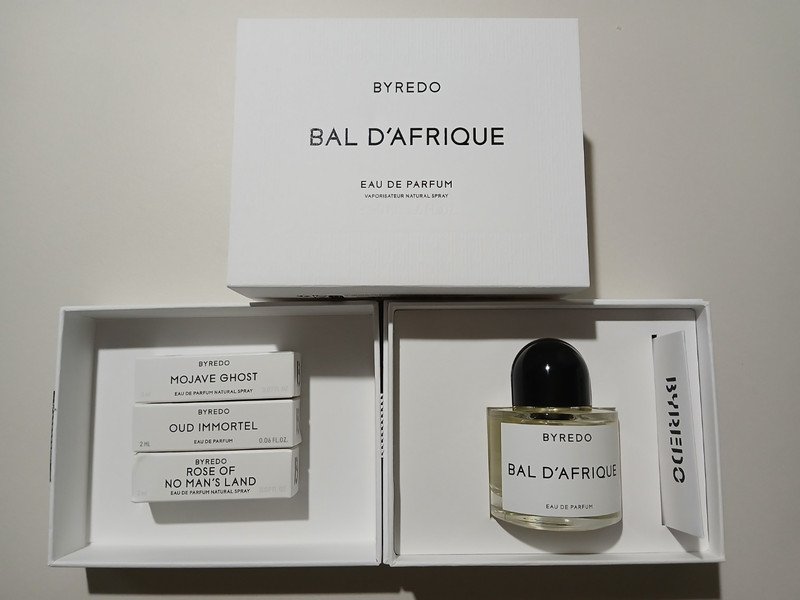 BYREDO
BAL D'AFRIQUE
EAU DE PARFUM
VAPORISATEUR NATURAL SPRAY
BYREDO
MOJAVE GHOST
EAU DE PARFUM NATURAL SPRAY
BYREDO
OUD IMMORTEL
2 ML
EAU DE PARFUM
0.06 FL.OZ.
BYREDO
ROSE OF
NO MAN'S LAND
EAU DE PARFUM NATURAL SPRAY
BYREDO
BAL D'AFRIQUE
EAU DE PARFUM
BYREDO